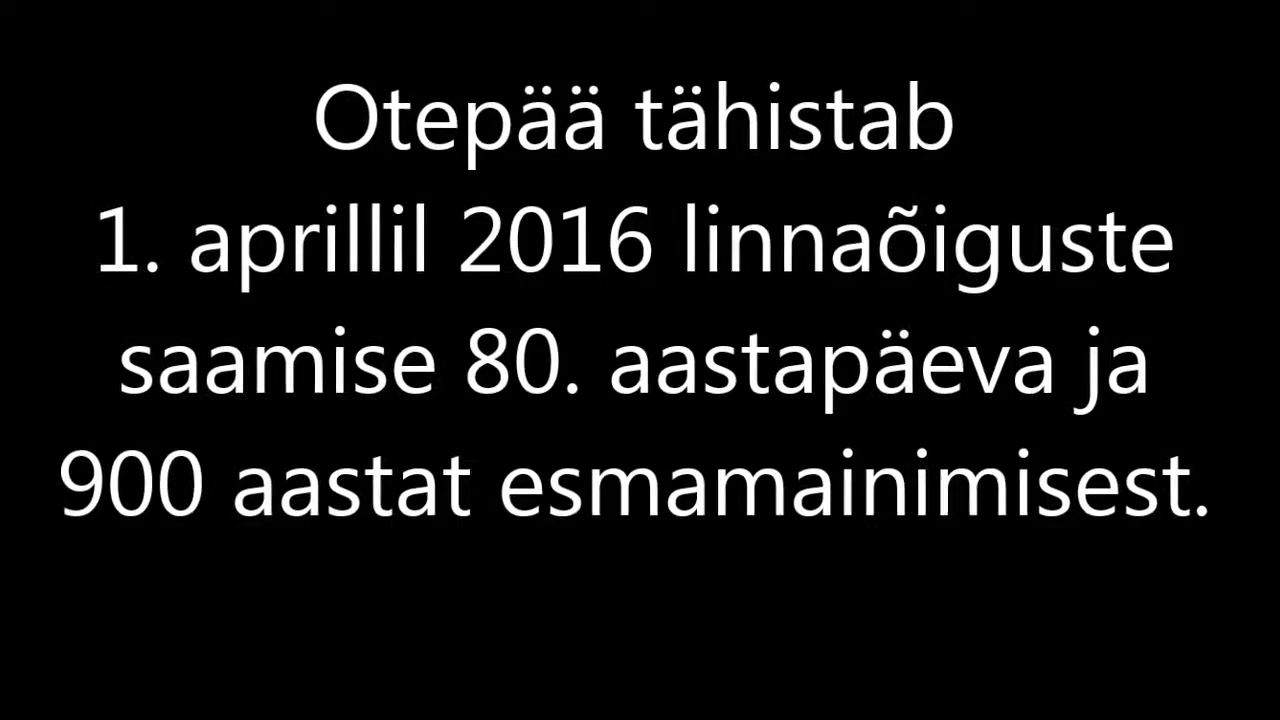 Otepää tähistab
1. aprillil 2016 linnaõiguste
saamise 80. aastapäeva ja
900 aastat esmamainimisest.